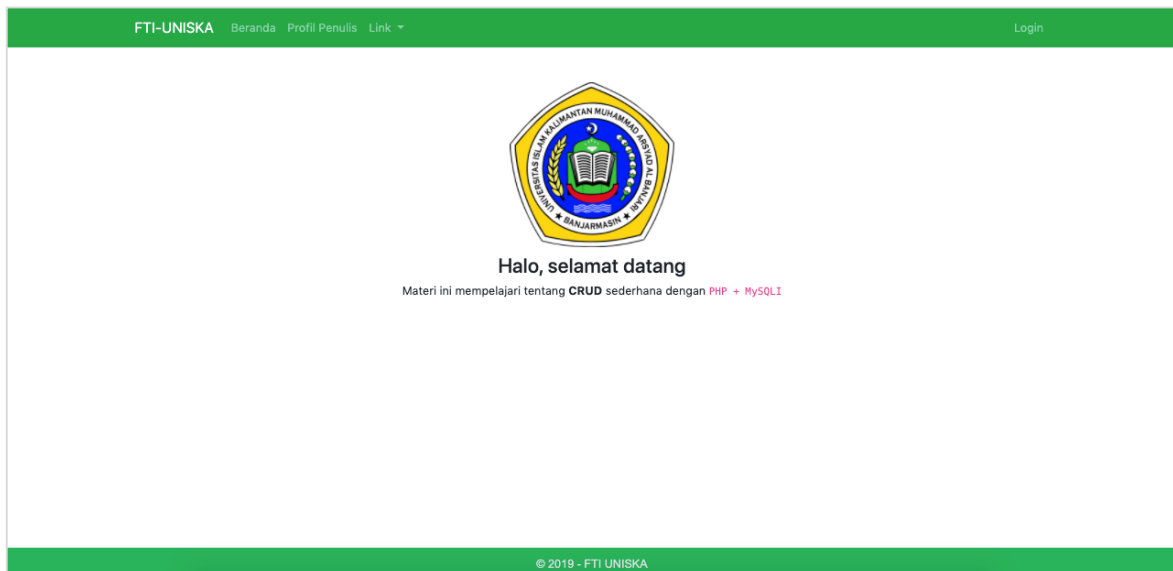 FTI-UNISKA Beranda Profil Penulis Link Login
UNIVERSITAS ISLAM KALIMANTAN MUHAMMAD ARSYAD AL BANJARI
★ BANJARMASIN ★
Halo, selamat datang
Materi ini mempelajari tentang CRUD sederhana dengan PHP + MySQLI
© 2019 - FTI UNISKA